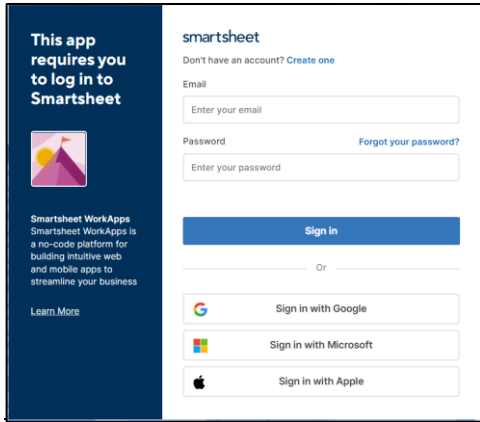 This app
requires you
to log in to
Smartsheet
Smartsheet WorkApps
Smartsheet WorkApps is
a no-code platform for
building intuitive web
and mobile apps to
streamline your business
Learn More
smartsheet
Don't have an account? Create one
Email
Enter your email
Password Forgot your password?
Enter your password
Sign in
Or
Sign in with Google
Sign in with Microsoft
Sign in with Apple